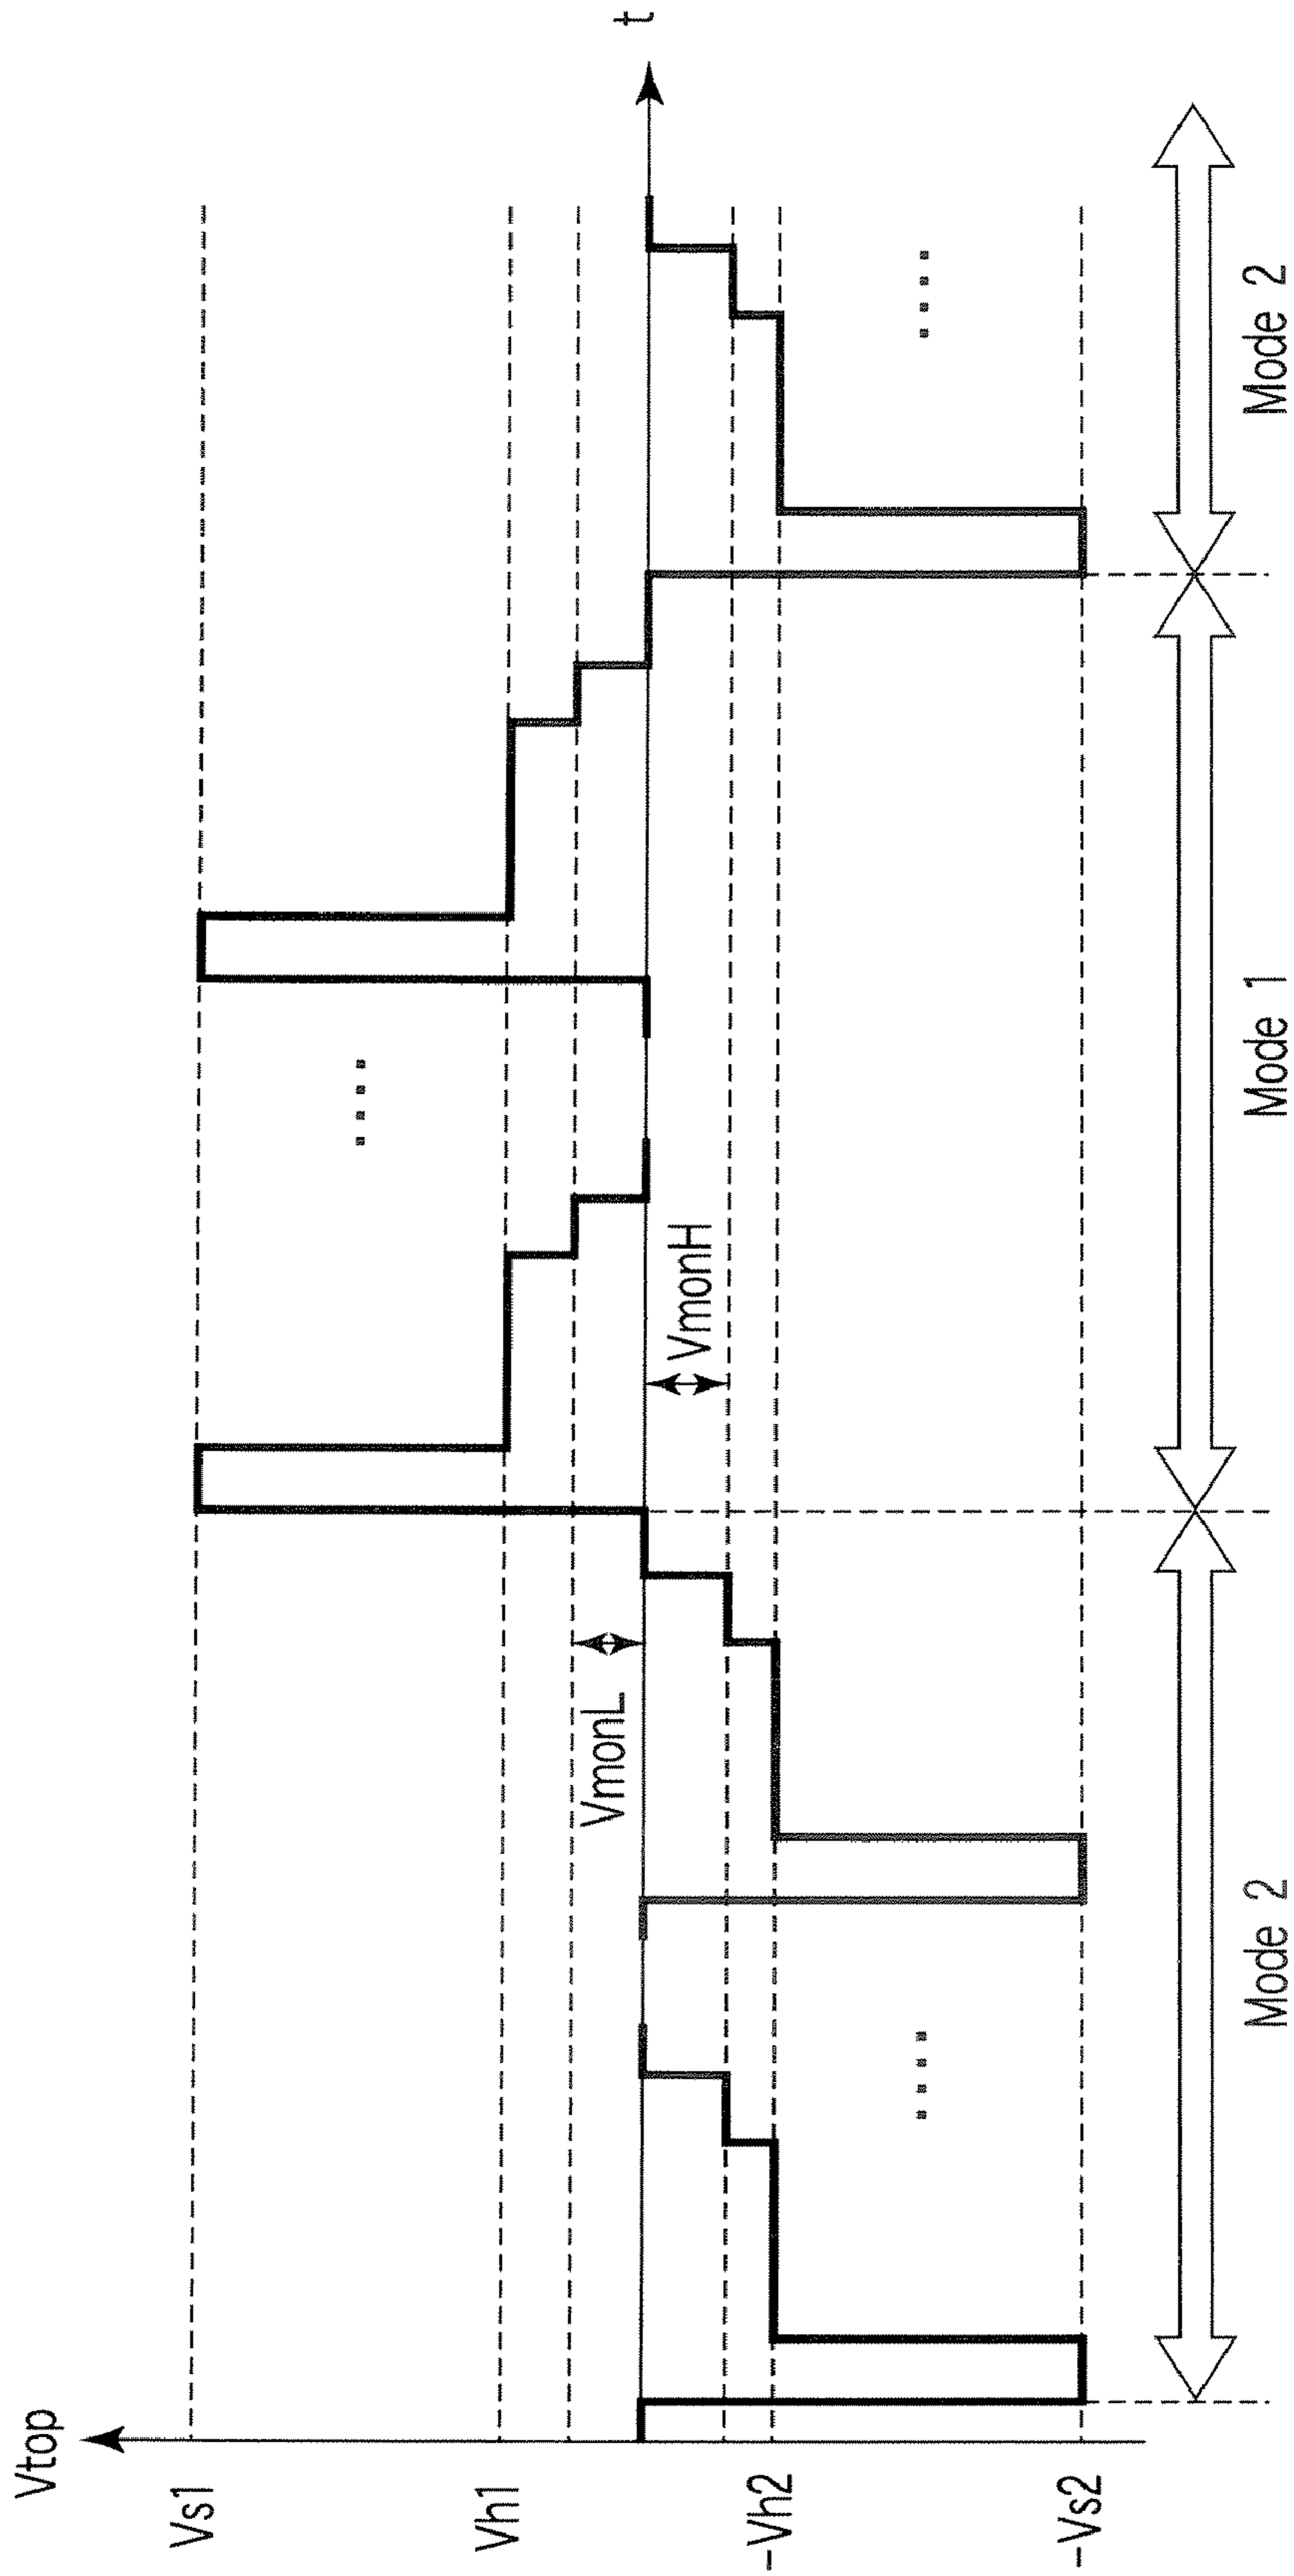 Vtop
Vs1
Vh1
-Vh2
-Vs2
VmonL
VmonH
t
Mode 2
Mode 1
Mode 2